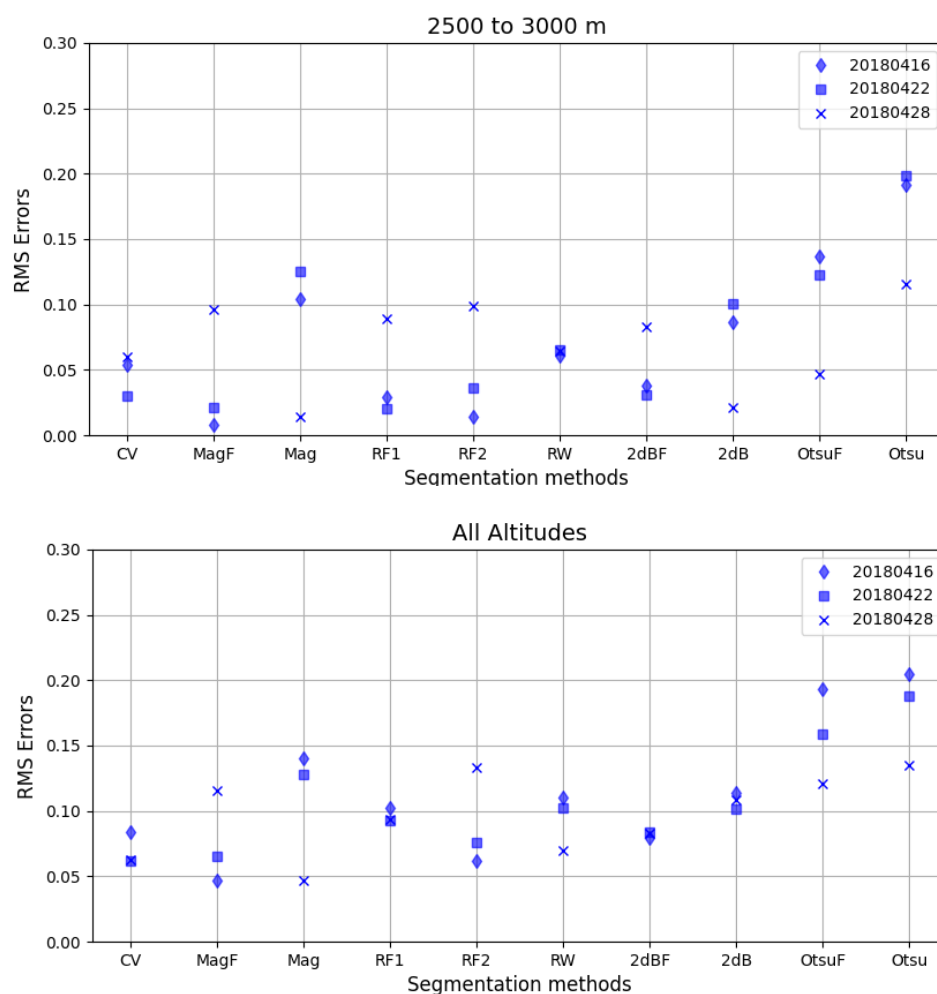 2500 to 3000 m
0.30
0.25
0.20
0.15
0.10
0.05
0.00
RMS Errors
20180416
20180422
20180428
CV MagF Mag RF1 RF2 RW 2dBF 2dB OtsuF Otsu
Segmentation methods
All Altitudes
0.30
0.25
0.20
0.15
0.10
0.05
0.00
RMS Errors
20180416
20180422
20180428
CV MagF Mag RF1 RF2 RW 2dBF 2dB OtsuF Otsu
Segmentation methods